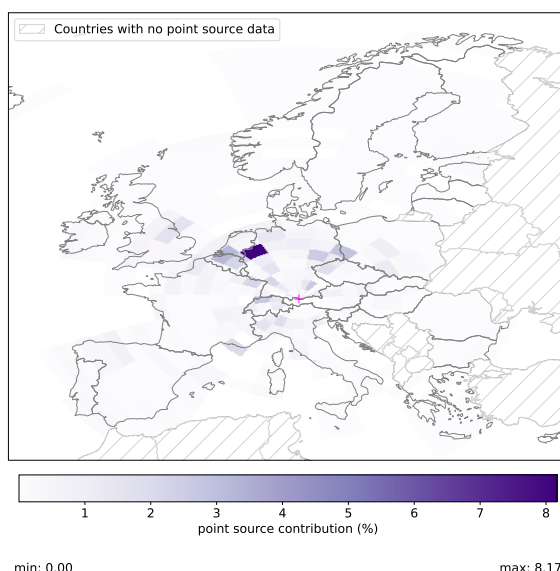 Countries with no point source data
1 2 3 4 5 6 7 8
point source contribution (%)
min: 0.00 max: 8.17